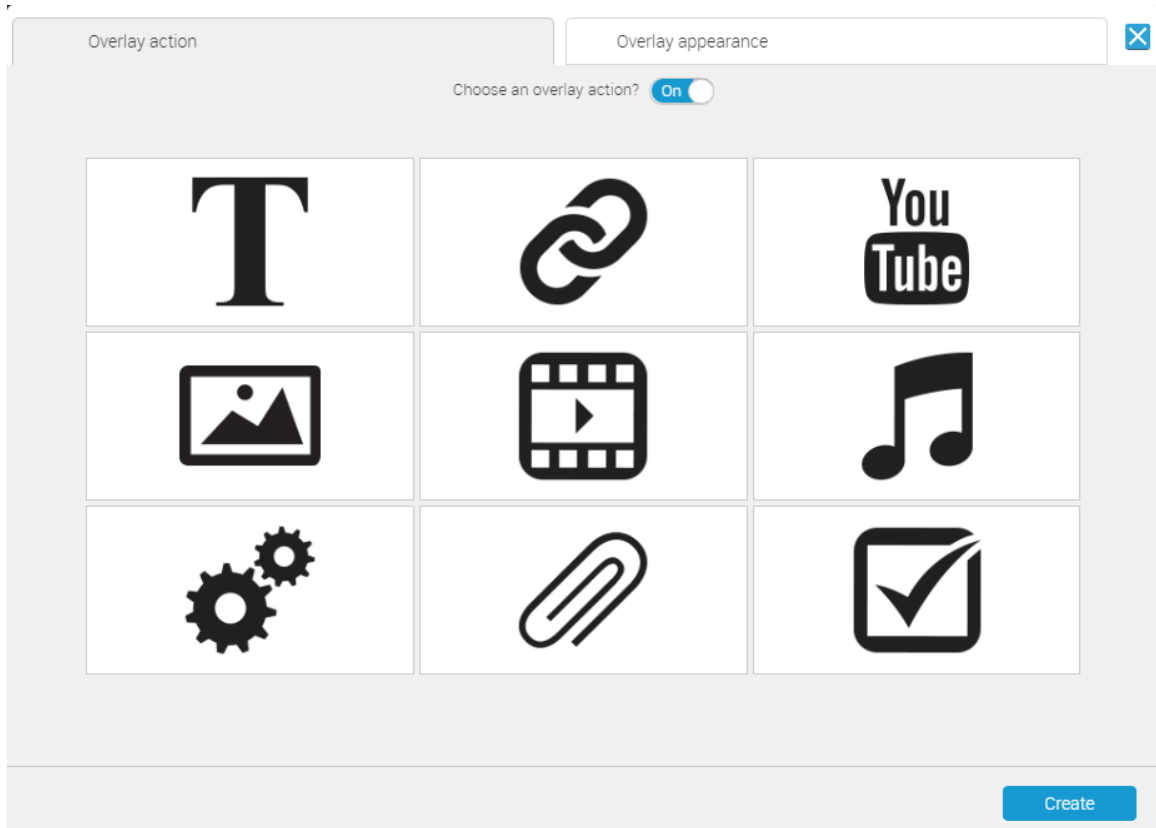 Overlay action
Overlay appearance
Choose an overlay action? On
T
You
Tube
Create